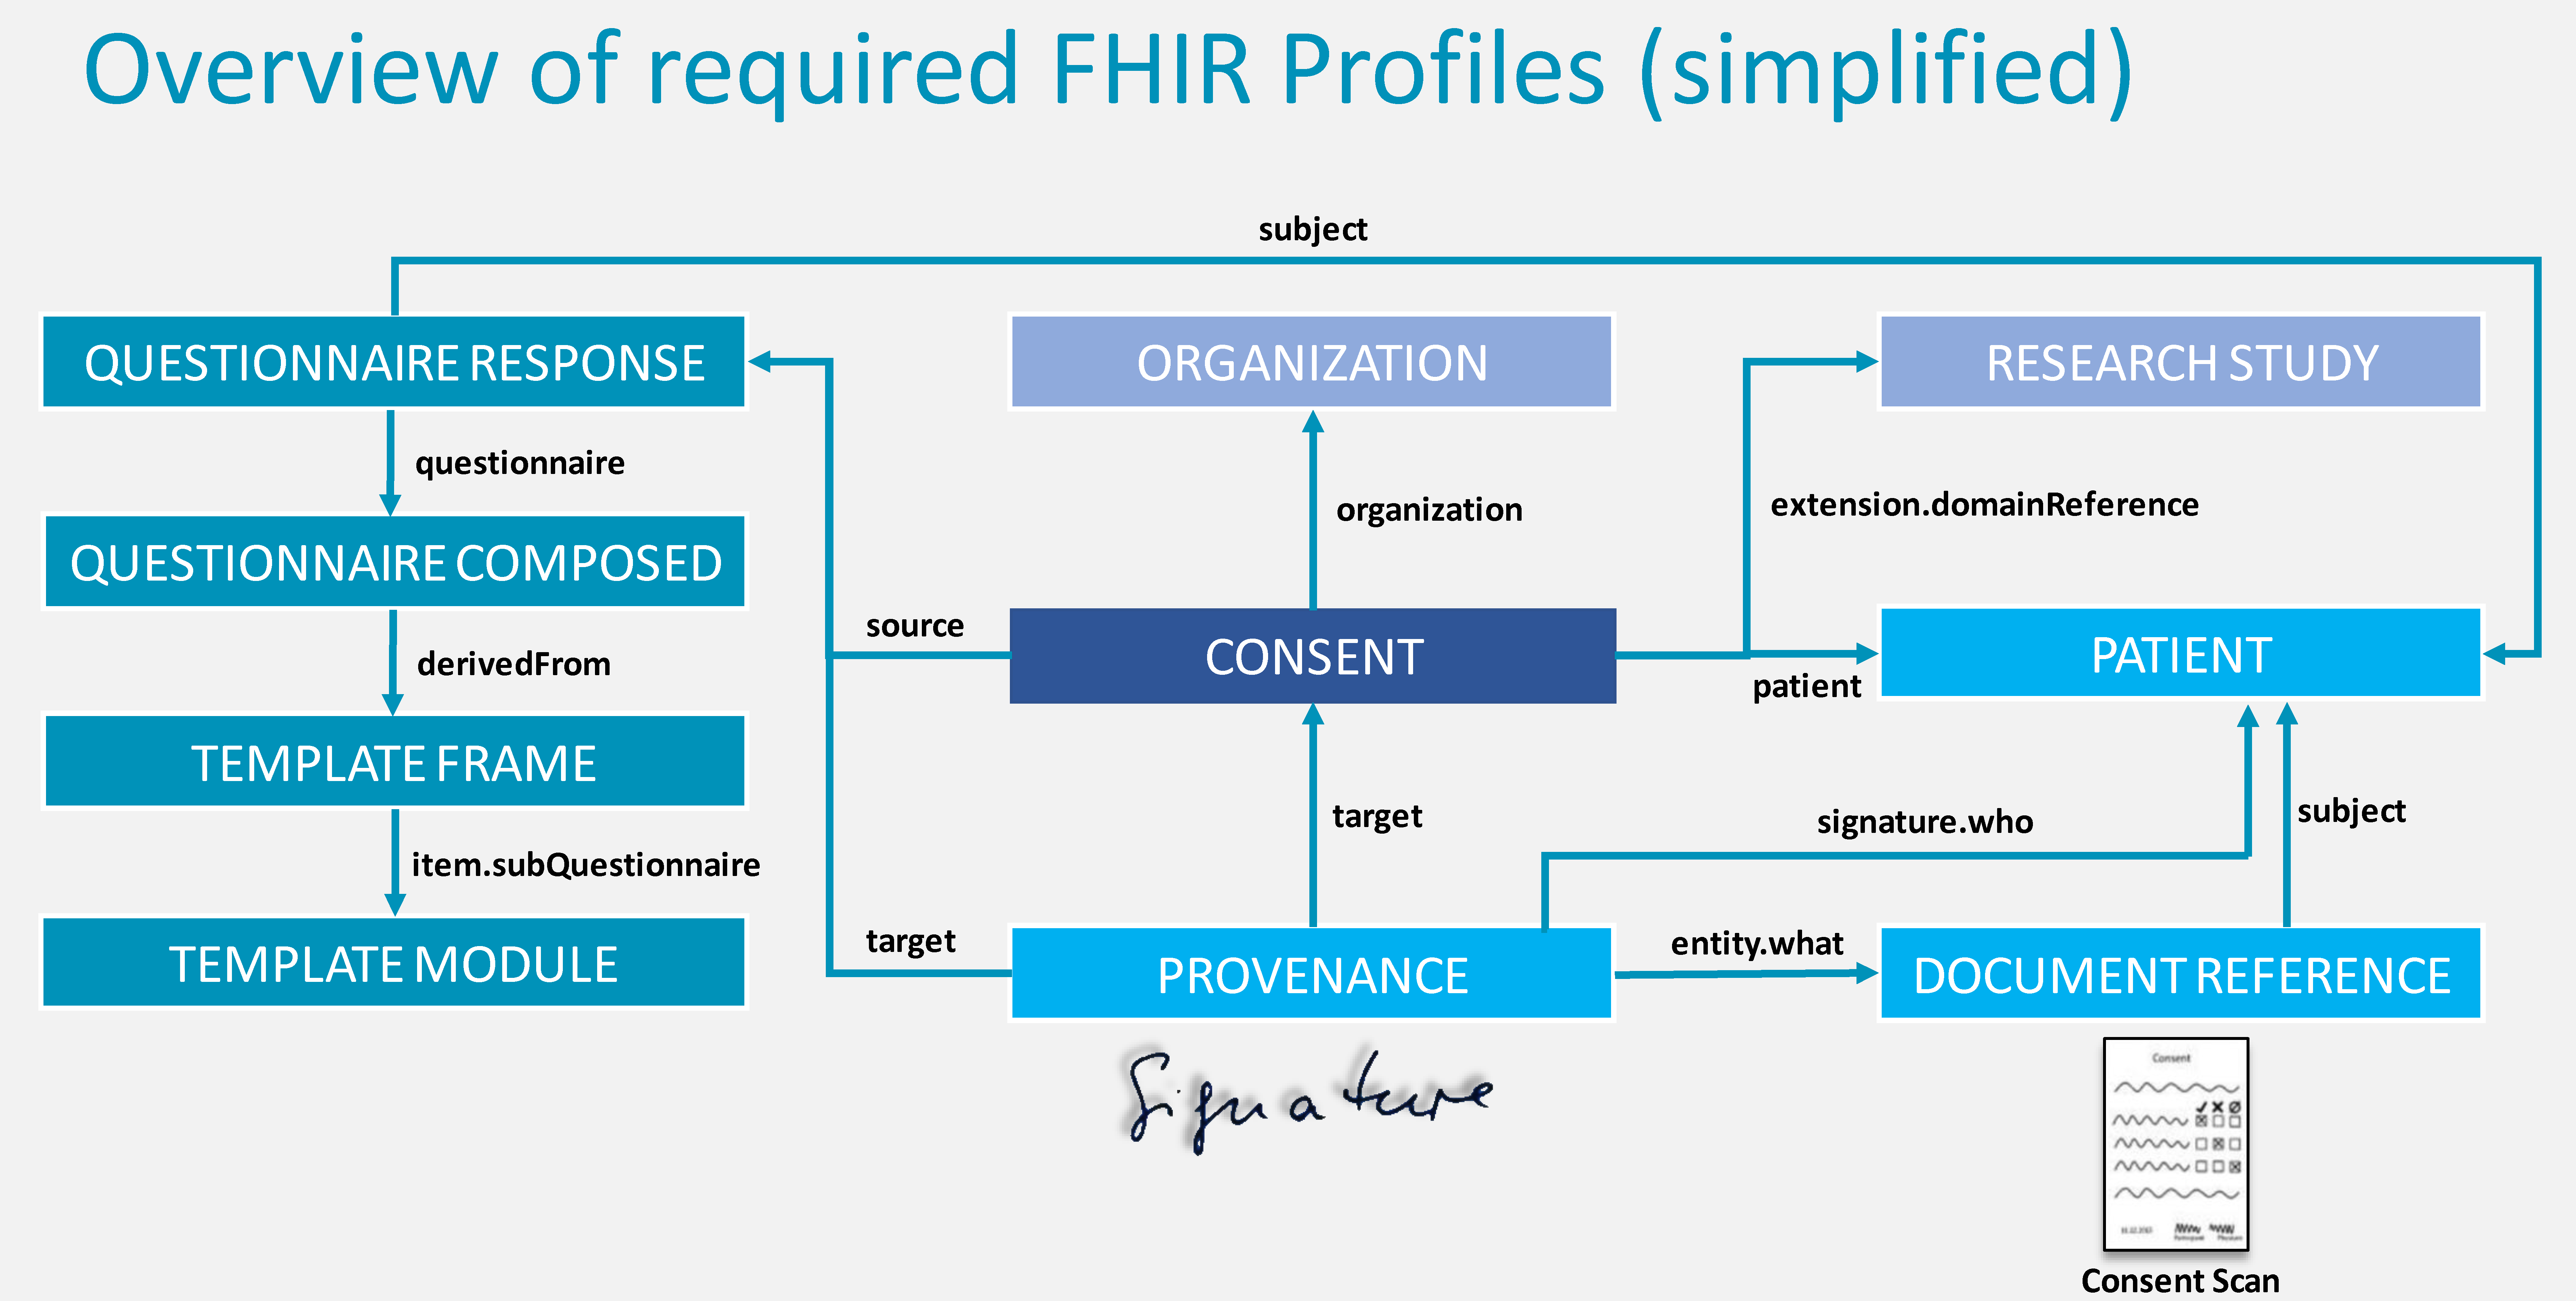 Overview of required FHIR Profiles (simplified)
subject
QUESTIONNAIRE RESPONSE
ORGANIZATION
RESEARCH STUDY
questionnaire
organization
extension.domainReference
QUESTIONNAIRE COMPOSED
source
CONSENT
PATIENT
patient
derivedFrom
TEMPLATE FRAME
target
signature.who
subject
item.subQuestionnaire
TEMPLATE MODULE
target
PROVENANCE
entity.what
DOCUMENT REFERENCE
Signature
Consent
Consent Scan